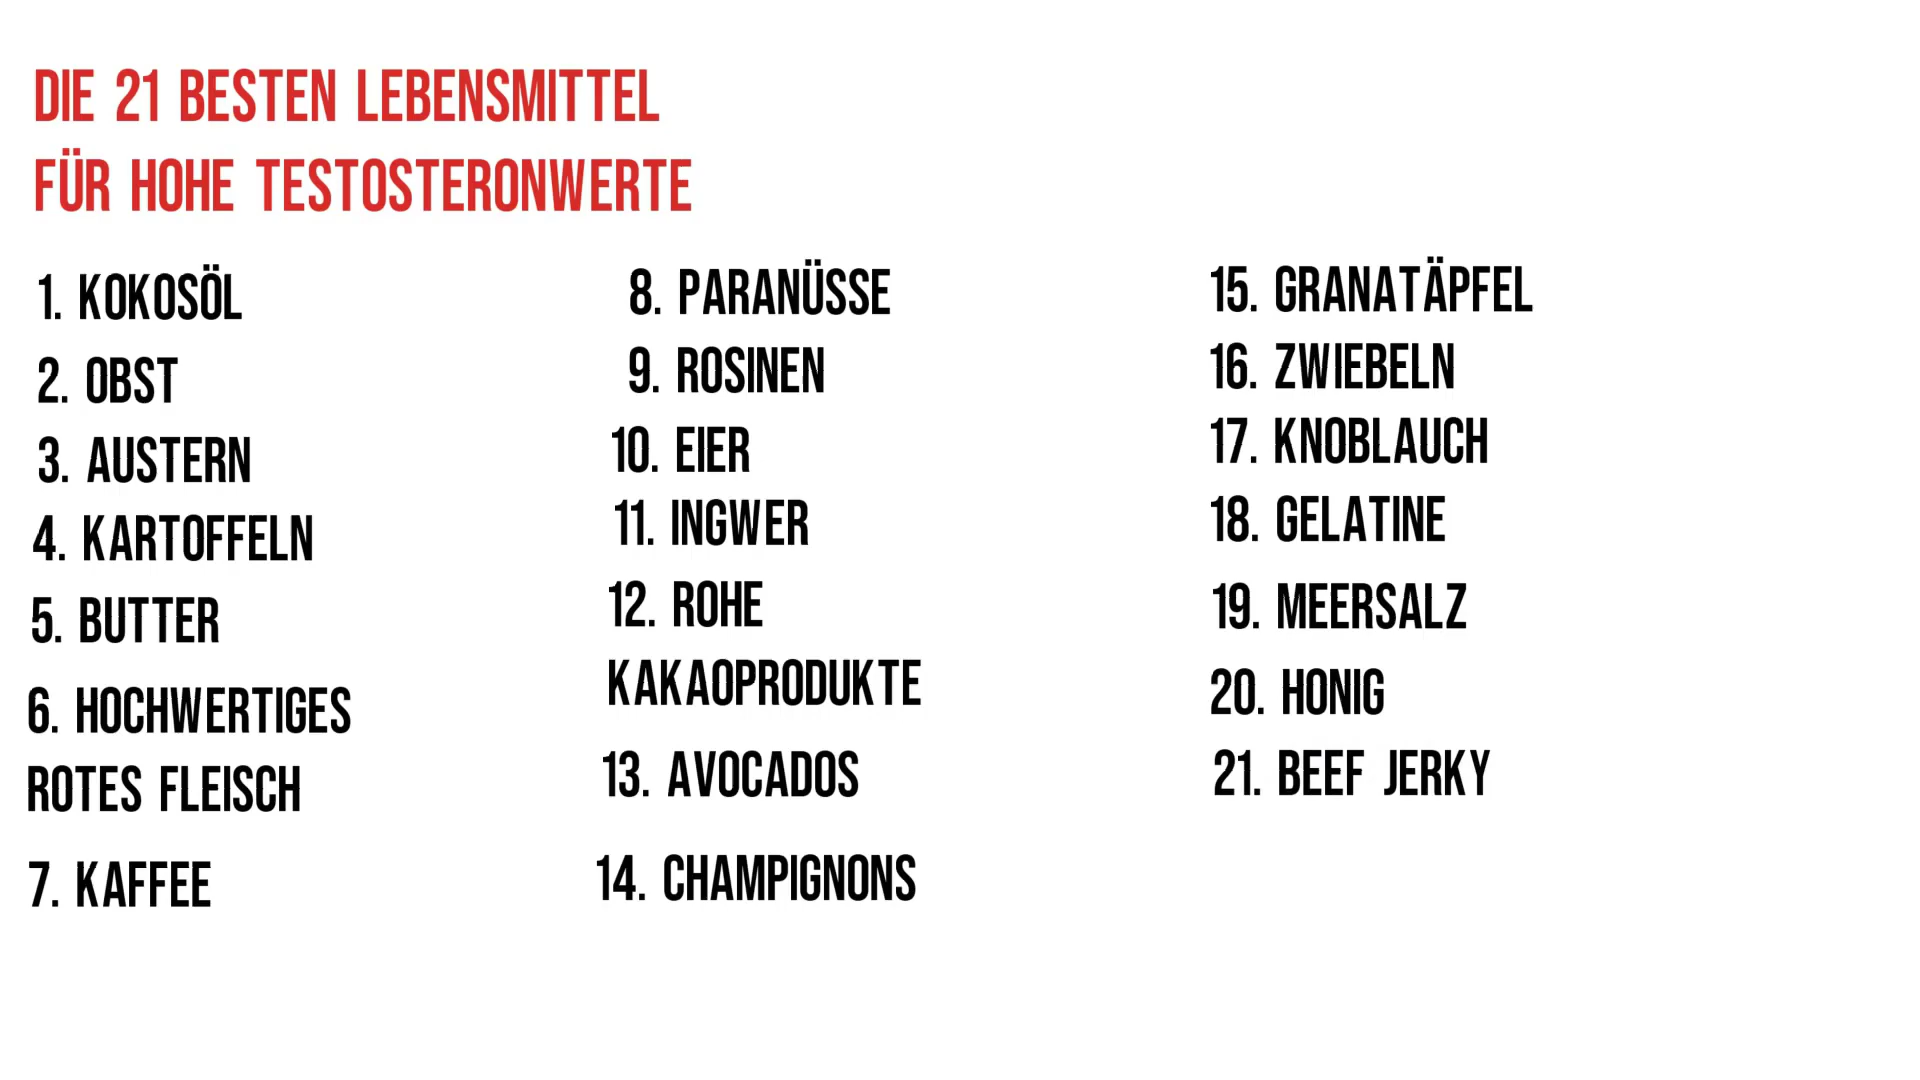 DIE 21 BESTEN LEBENSMITTEL
FÜR HOHE TESTOSTERONWERTE
1. KOKOSÖL
2. OBST
3. AUSTERN
4. KARTOFFELN
5. BUTTER
6. HOCHWERTIGES
ROTES FLEISCH
7. KAFFEE
8. PARANÜSSE
9. ROSINEN
10. EIER
11. INGWER
12. ROHE
KAKAOPRODUKTE
13. AVOCADOS
14. CHAMPIGNONS
15. GRANATÄPFEL
16. ZWIEBELN
17. KNOBLAUCH
18. GELATINE
19. MEERSALZ
20. HONIG
21. BEEF JERKY